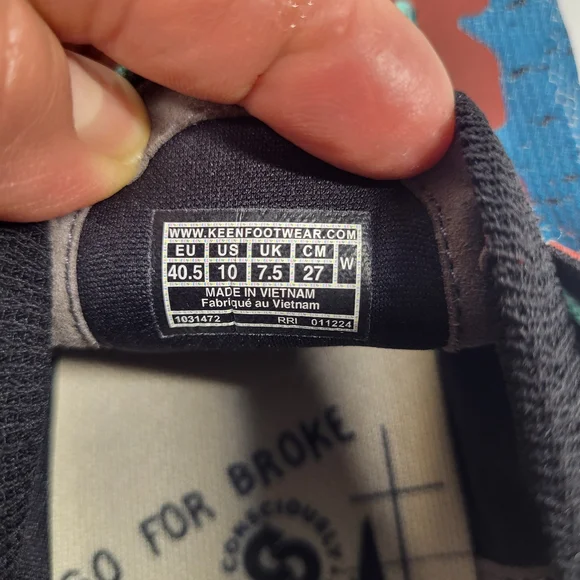 WWW.KEENFOOTWEAR.COM
EU US UK CM W
40.5 10 7.5 27
MADE IN VIETNAM
Fabriqué au Vietnam
1031472 RRI 011224
GO FOR BROKE
CONSCIOUSLY